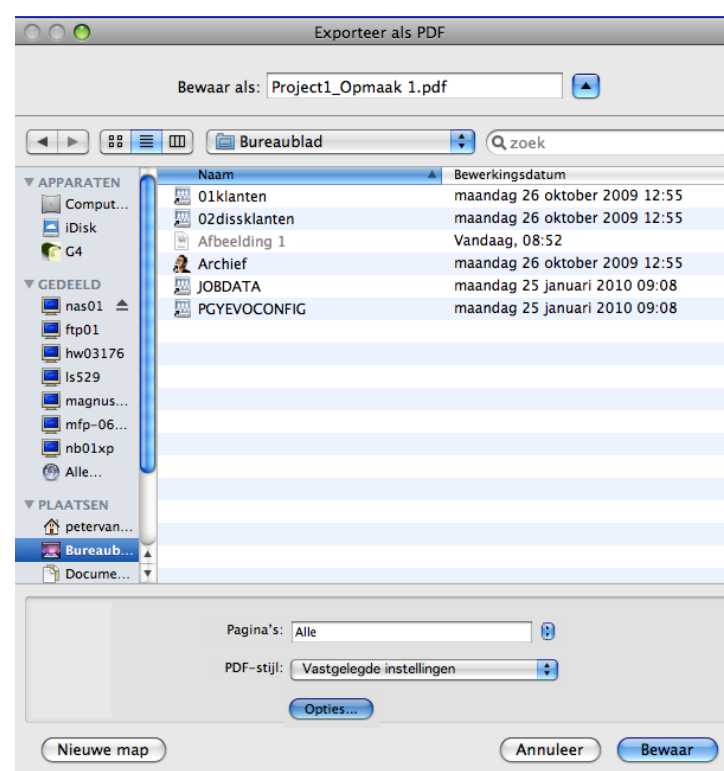 Exporteer als PDF
Bewaar als: Project1_Opmaak 1.pdf
Bureaublad
zoek
APPARATEN
Comput...
iDisk
G4
GEDEELD
nas01
ftp01
hw03176
ls529
magnus...
mfp-06...
nb01xp
Alle...
PLAATSEN
petervan...
Bureaub...
Docume...
Naam Bewerkingsdatum
01klanten maandag 26 oktober 2009 12:55
02dissklanten maandag 26 oktober 2009 12:55
Afbeelding 1 Vandaag, 08:52
Archief maandag 26 oktober 2009 12:55
JOBDATA maandag 25 januari 2010 09:08
PGYEVOCONFIG maandag 25 januari 2010 09:08
Pagina's: Alle
PDF-stijl: Vastgelegde instellingen
Opties...
Nieuwe map Annuleer Bewaar